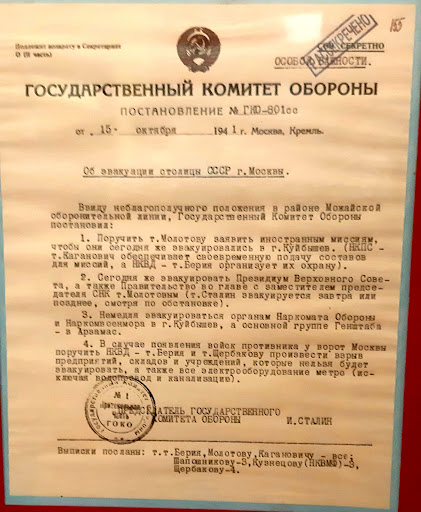 155
Подлежит возврату в Секретариат
О (II часть)
РАССЕКРЕЧЕНО
СЕКРЕТНО
ОСОБОЙ ВАЖНОСТИ.
ГОСУДАРСТВЕННЫЙ КОМИТЕТ ОБОРОНЫ
ПОСТАНОВЛЕНИЕ № ГКО-801сс
от "15" октября 1941 г. Москва, Кремль.
Об эвакуации столицы СССР г.Москвы.
Ввиду неблагополучного положения в районе Можайской
оборонительной линии, Государственный Комитет Обороны
постановил:
1. Поручить т.Молотову заявить иностранным миссиям,
чтобы они сегодня же эвакуировались в г.Куйбышев. (НКПС -
т.Каганович обеспечивает своевременную подачу составов
для миссий, а НКВД - т.Берия организует их охрану).
2. Сегодня же эвакуировать Президиум Верховного Сове-
та, а также Правительство во главе с заместителем предсе-
дателя СНК т.Молотовым (т.Сталин эвакуируется завтра или
позднее, смотря по обстановке).
3. Немедля эвакуироваться органам Наркомата Обороны
и Наркомвоенмора в г.Куйбышев, а основной группе Генштаба
- в Арзамас.
4. В случае появления войск противника у ворот Москвы
поручить НКВД - т.Берия и т.Щербакову произвести взрыв
предприятий, складов и учреждений, которые нельзя будет
эвакуировать, а также все электрооборудование метро (ис-
ключая водопровод и канализацию).
ПРЕДСЕДАТЕЛЬ ГОСУДАРСТВЕННОГО
КОМИТЕТА ОБОРОНЫ И.СТАЛИН
№ 1
ГОКО
Выписки посланы: т.т.Берия, Молотову, Кагановичу - все:
Шапошникову-3, Кузнецову (НКВМФ)-3,
Щербакову-4.